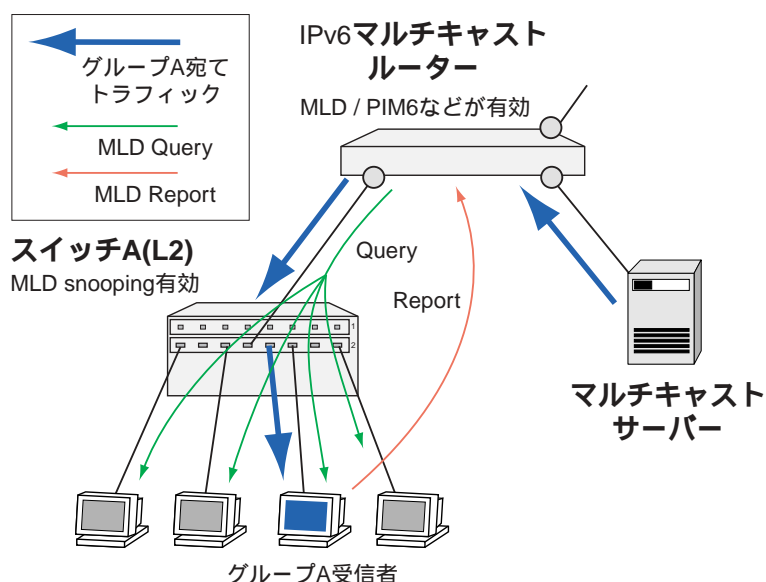 グループA宛て
トラフィック
MLD Query
MLD Report
IPv6マルチキャスト
ルーター
MLD / PIM6などが有効
スイッチA(L2)
MLD snooping有効
Query
Report
1
2
マルチキャスト
サーバー
グループA受信者